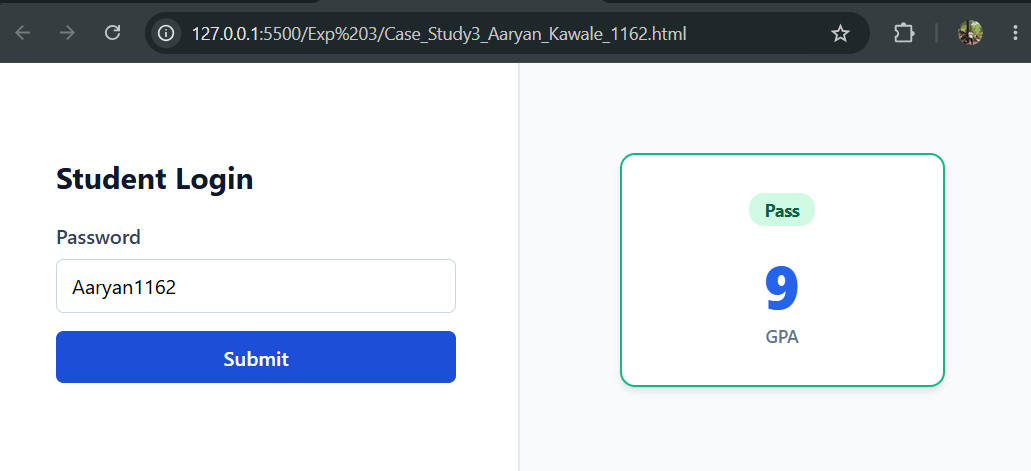 127.0.0.1:5500/Exp%203/Case_Study3_Aaryan_Kawale_1162.html
Student Login
Password
Aaryan1162
Submit
Pass
9
GPA